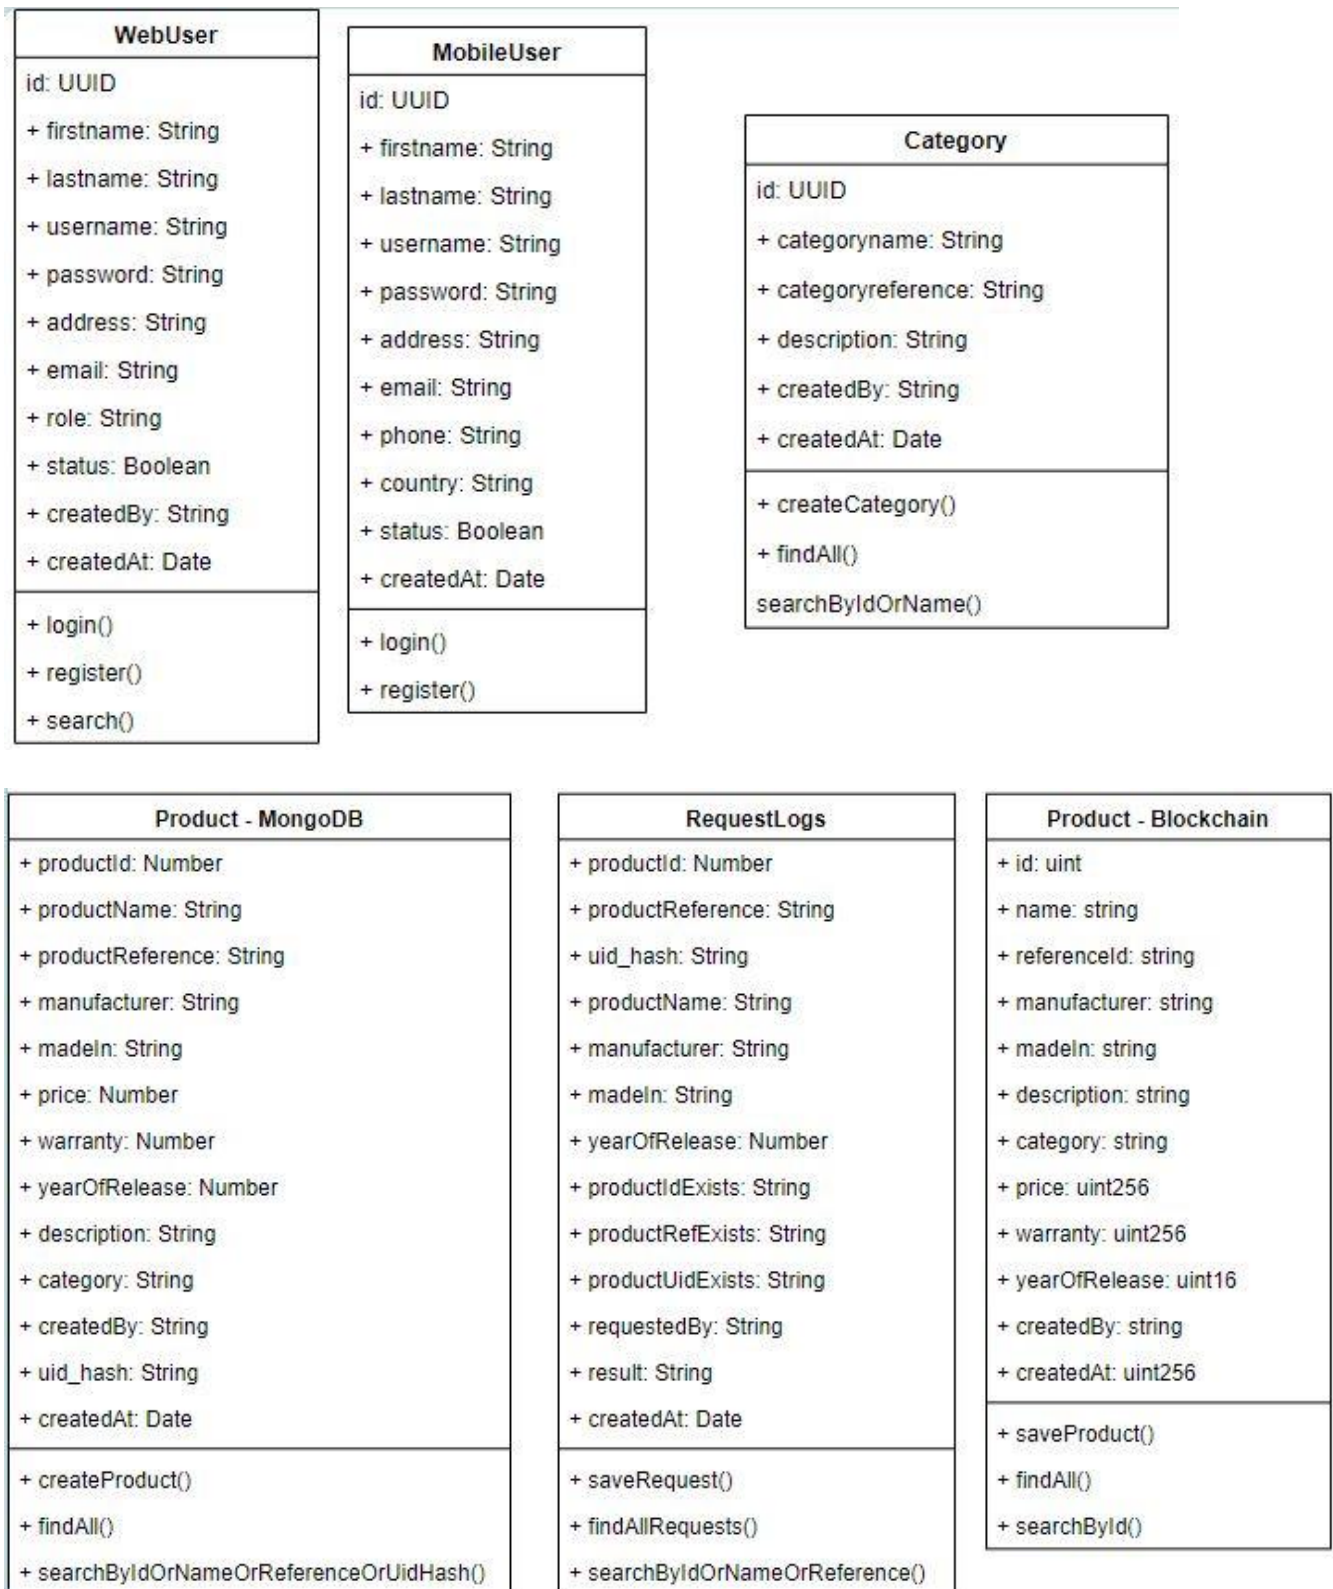 WebUser
id: UUID
+ firstname: String
+ lastname: String
+ username: String
+ password: String
+ address: String
+ email: String
+ role: String
+ status: Boolean
+ createdBy: String
+ createdAt: Date
+ login()
+ register()
+ search()
MobileUser
id: UUID
+ firstname: String
+ lastname: String
+ username: String
+ password: String
+ address: String
+ email: String
+ phone: String
+ country: String
+ status: Boolean
+ createdAt: Date
+ login()
+ register()
Category
id: UUID
+ categoryname: String
+ categoryreference: String
+ description: String
+ createdBy: String
+ createdAt: Date
+ createCategory()
+ findAll()
searchByIdOrName()
Product - MongoDB
+ productId: Number
+ productName: String
+ productReference: String
+ manufacturer: String
+ madeIn: String
+ price: Number
+ warranty: Number
+ yearOfRelease: Number
+ description: String
+ category: String
+ createdBy: String
+ uid_hash: String
+ createdAt: Date
+ createProduct()
+ findAll()
+ searchByIdOrNameOrReferenceOrUidHash()
RequestLogs
+ productId: Number
+ productReference: String
+ uid_hash: String
+ productName: String
+ manufacturer: String
+ madeIn: String
+ yearOfRelease: Number
+ productIdExists: String
+ productRefExists: String
+ productUidExists: String
+ requestedBy: String
+ result: String
+ createdAt: Date
+ saveRequest()
+ findAllRequests()
+ searchByIdOrNameOrReference()
Product - Blockchain
+ id: uint
+ name: string
+ referenceId: string
+ manufacturer: string
+ madeIn: string
+ description: string
+ category: string
+ price: uint256
+ warranty: uint256
+ yearOfRelease: uint16
+ createdBy: string
+ createdAt: uint256
+ saveProduct()
+ findAll()
+ searchById()